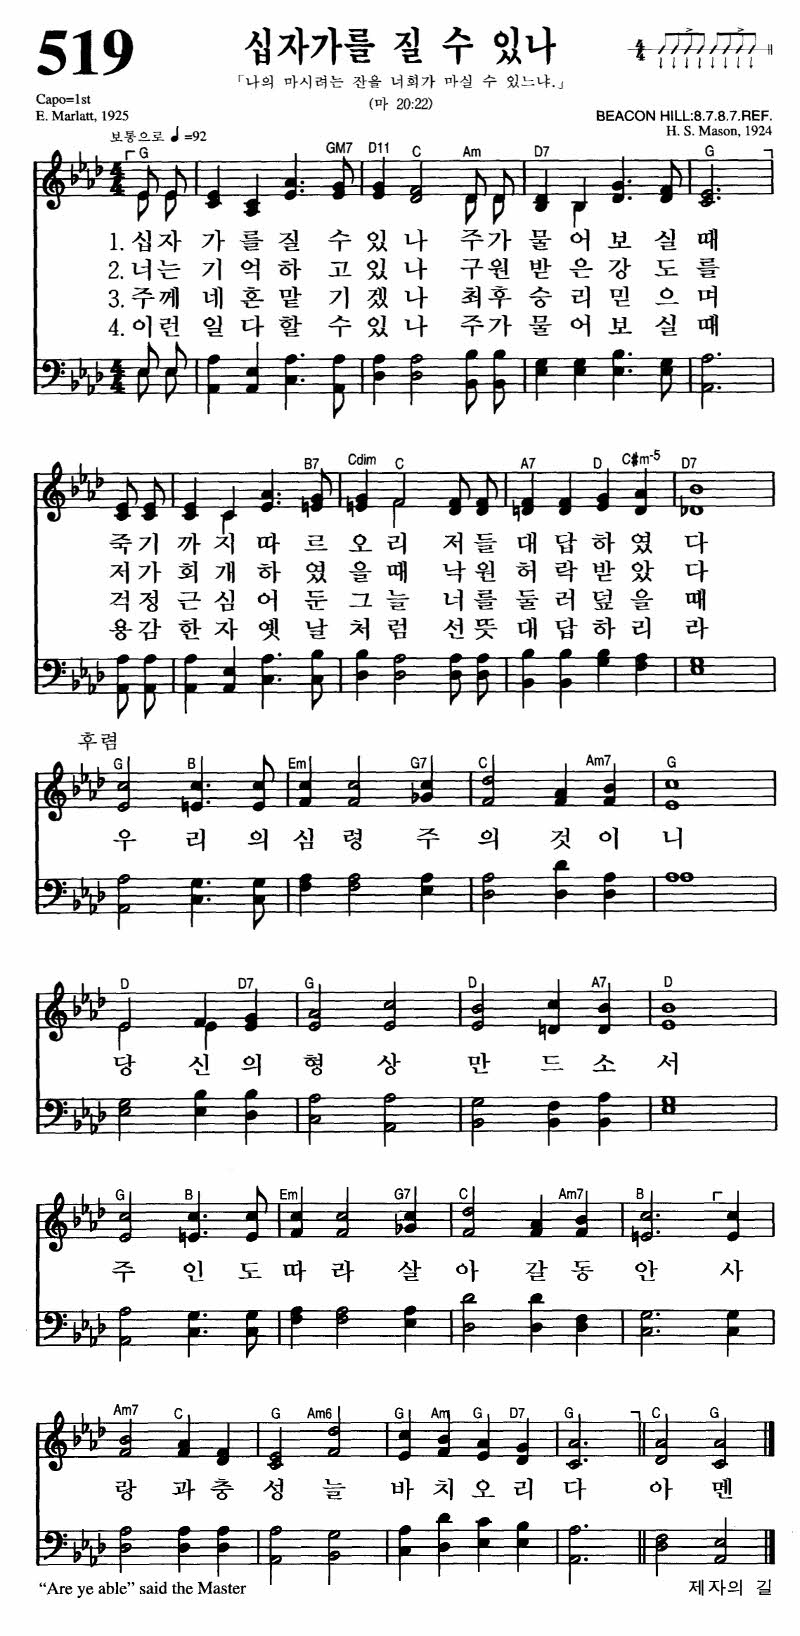 519
십자가를 질 수 있나
「나의 마시려는 잔을 너희가 마실 수 있느냐.」
(마 20:22)
Capo=1st
E. Marlatt, 1925
BEACON HILL:8.7.8.7.REF.
H. S. Mason, 1924
보통으로 ♩=92
G GM7 D11 C Am D7 G
1. 십자 가를질 수있나 주가 물어보 실때
2. 너는 기억하 고있나 구원 받은강 도를
3. 주께 네혼맡 기겠나 최후 승리믿 으며
4. 이런 일다할 수있나 주가 물어보 실때
B7 Cdim C A7 D C#m-5 D7
죽기 까지따 르오리 저들 대답하였 다
저가 회개하 였을때 낙원 허락받았 다
걱정 근심어 둔그늘 너를 둘러덮을 때
용감 한자옛 날처럼 선뜻 대답하리 라
후렴
G B Em G7 C Am7 G
우 리의 심령주 의것이 니
D D7 G D A7 D
당 신의 형상 만드소 서
G B Em G7 C Am7 B
주 인도 따라살 아갈동 안 사
Am7 C G Am6 G Am G D7 G C G
랑과충 성늘 바치오리 다 아멘
“Are ye able” said the Master
제자의 길